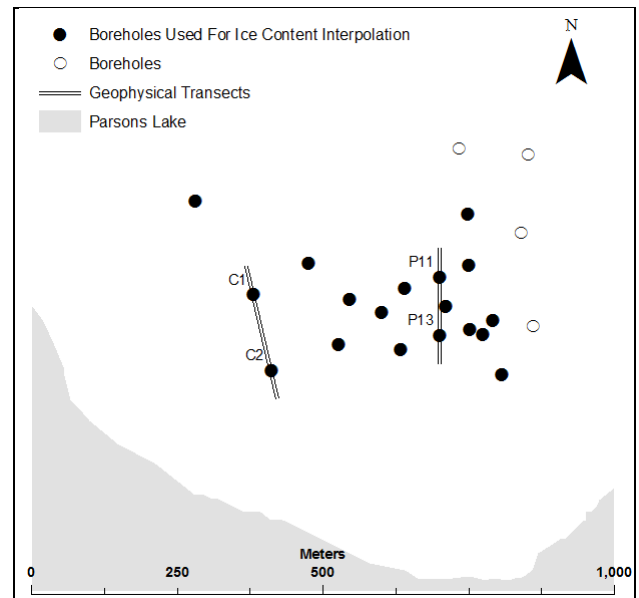 Boreholes Used For Ice Content Interpolation
Boreholes
Geophysical Transects
Parsons Lake
N
P11
C1
P13
C2
Meters
0 250 500 1,000